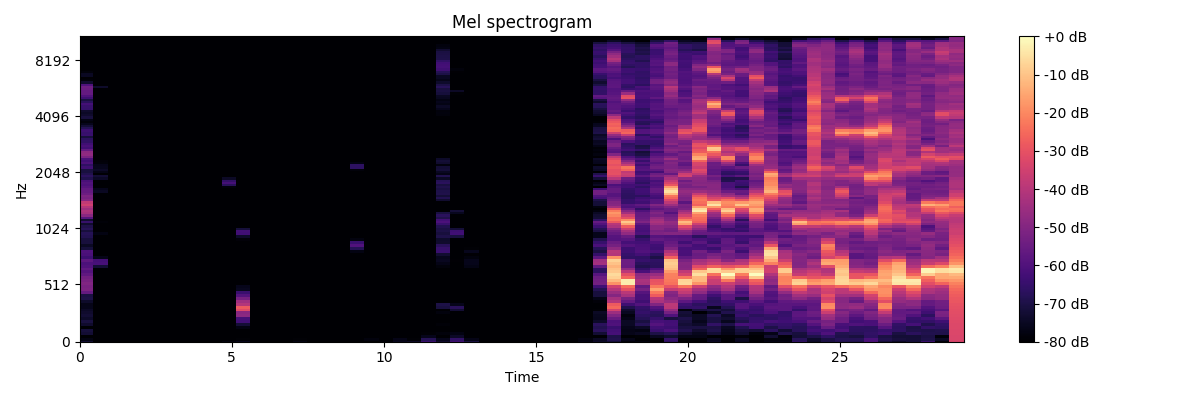 Mel spectrogram
Hz
8192
4096
2048
1024
512
0
0 5 10 15 20 25
Time
+0 dB
-10 dB
-20 dB
-30 dB
-40 dB
-50 dB
-60 dB
-70 dB
-80 dB